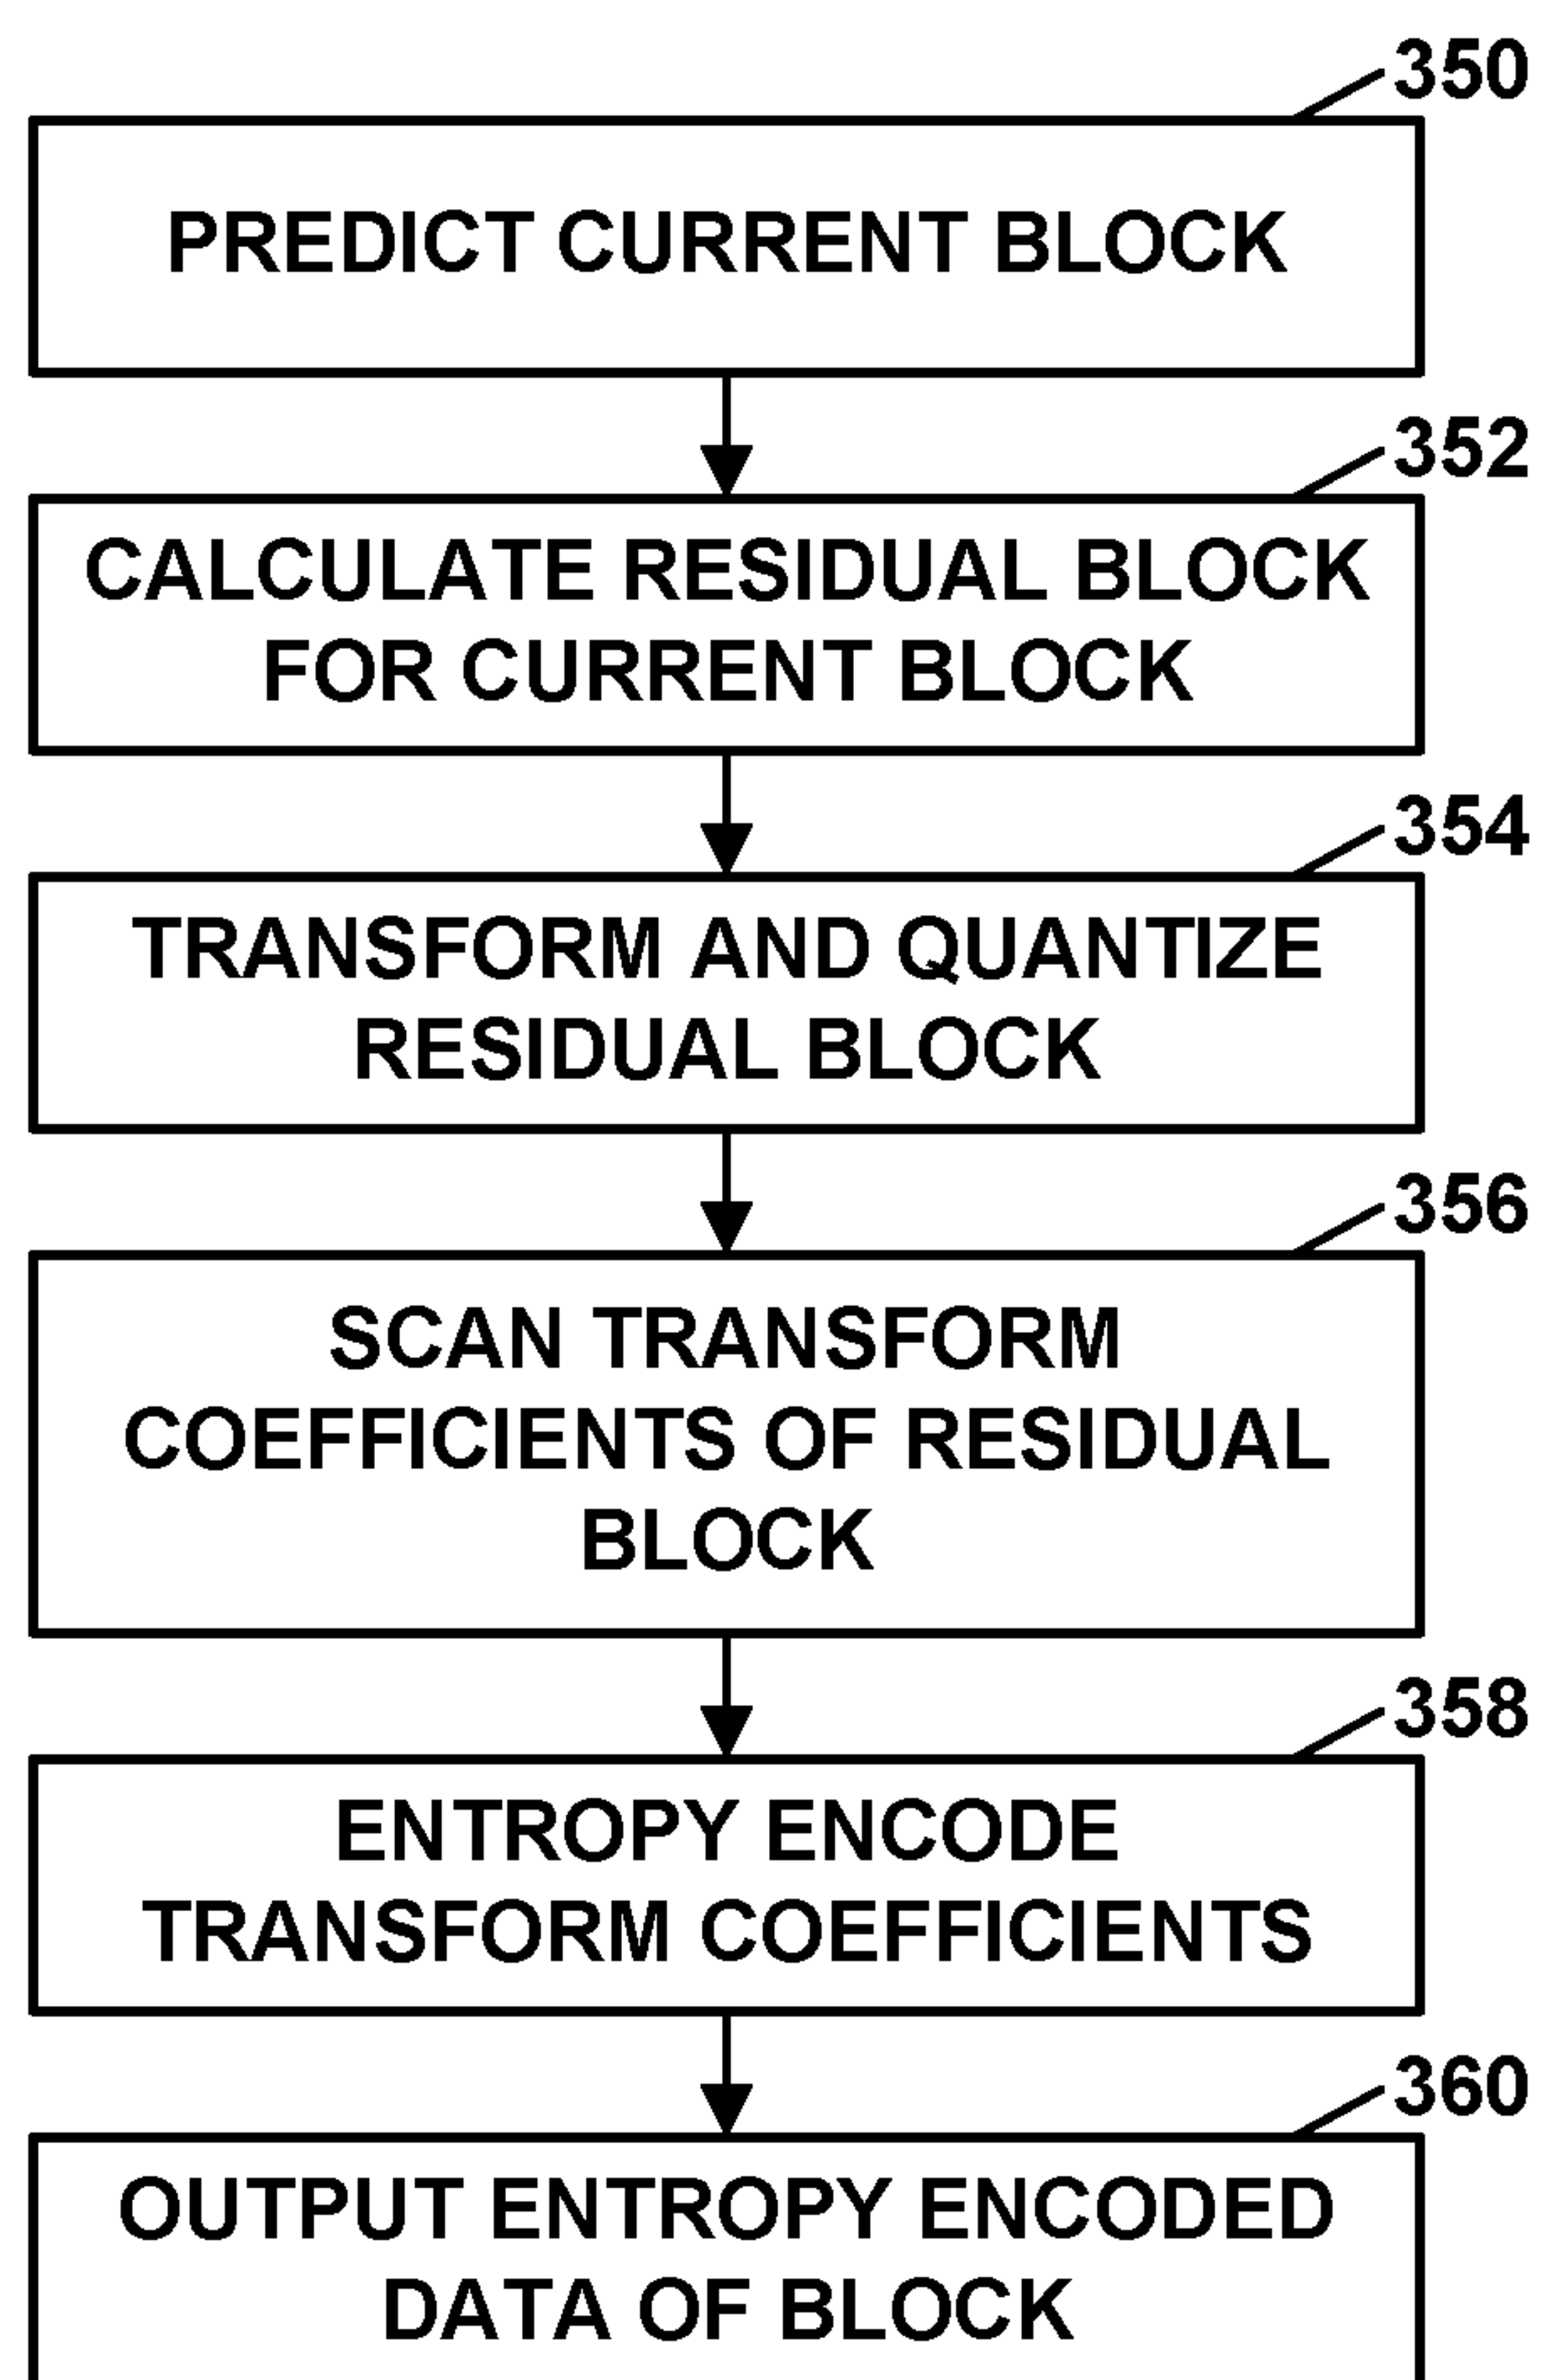 350
PREDICT CURRENT BLOCK
352
CALCULATE RESIDUAL BLOCK
FOR CURRENT BLOCK
354
TRANSFORM AND QUANTIZE
RESIDUAL BLOCK
356
SCAN TRANSFORM
COEFFICIENTS OF RESIDUAL
BLOCK
358
ENTROPY ENCODE
TRANSFORM COEFFICIENTS
360
OUTPUT ENTROPY ENCODED
DATA OF BLOCK